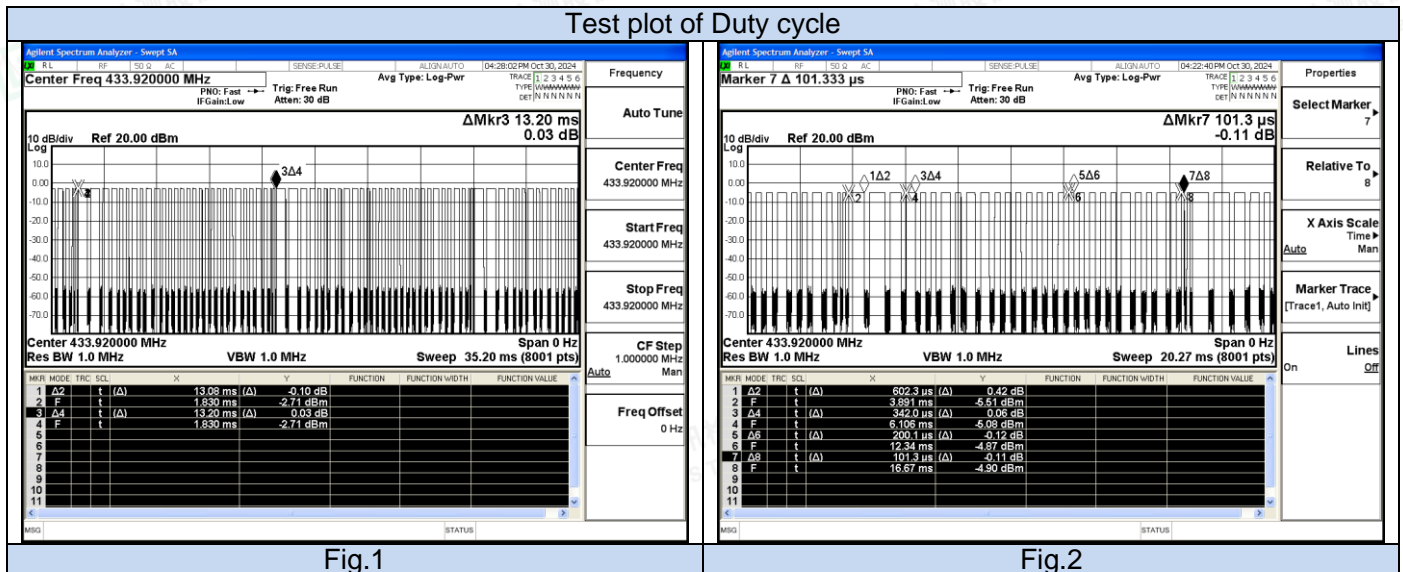 Test plot of Duty cycle
Agilent Spectrum Analyzer - Swept SA
RL RF 50 Ω AC SENSE:PULSE ALIGNAUTO 04:28:02PM Oct 30, 2024
Center Freq 433.920000 MHz
Avg Type: Log-Pwr
TRACE 1 2 3 4 5 6
TYPE
DET N N N N N N
PNO: Fast
IFGain:Low
Trig: Free Run
Atten: 30 dB
ΔMkr3 13.20 ms
0.03 dB
10 dB/div Ref 20.00 dBm
Log
10.0
0.00
-10.0
-20.0
-30.0
-40.0
-50.0
-60.0
-70.0
3Δ4
Center 433.920000 MHz Span 0 Hz
Res BW 1.0 MHz VBW 1.0 MHz Sweep 35.20 ms (8001 pts)
MKR MODE TRC SCL X Y FUNCTION FUNCTION WIDTH FUNCTION VALUE
1 Δ2 t (Δ) 13.08 ms (Δ) -0.10 dB
2 F t 1.830 ms -2.71 dBm
3 Δ4 t (Δ) 13.20 ms (Δ) 0.03 dB
4 F t 1.830 ms -2.71 dBm
5
6
7
8
9
10
11
MSG STATUS
Frequency
Auto Tune
Center Freq
433.920000 MHz
Start Freq
433.920000 MHz
Stop Freq
433.920000 MHz
CF Step
1.000000 MHz
Auto Man
Freq Offset
0 Hz
Fig.1
Agilent Spectrum Analyzer - Swept SA
RL RF 50 Ω AC SENSE:PULSE ALIGNAUTO 04:22:40PM Oct 30, 2024
Marker 7 Δ 101.333 μs
Avg Type: Log-Pwr
TRACE 1 2 3 4 5 6
TYPE
DET N N N N N N
PNO: Fast
IFGain:Low
Trig: Free Run
Atten: 30 dB
ΔMkr7 101.3 μs
-0.11 dB
10 dB/div Ref 20.00 dBm
Log
10.0
0.00
-10.0
-20.0
-30.0
-40.0
-50.0
-60.0
-70.0
1Δ2 3Δ4 5Δ6 7Δ8
2 4 6 8
Center 433.920000 MHz Span 0 Hz
Res BW 1.0 MHz VBW 1.0 MHz Sweep 20.27 ms (8001 pts)
MKR MODE TRC SCL X Y FUNCTION FUNCTION WIDTH FUNCTION VALUE
1 Δ2 t (Δ) 602.3 μs (Δ) 0.42 dB
2 F t 3.891 ms -5.51 dBm
3 Δ4 t (Δ) 342.0 μs (Δ) 0.06 dB
4 F t 6.106 ms -5.08 dBm
5 Δ6 t (Δ) 200.1 μs (Δ) -0.12 dB
6 F t 12.34 ms -4.87 dBm
7 Δ8 t (Δ) 101.3 μs (Δ) -0.11 dB
8 F t 16.67 ms -4.90 dBm
9
10
11
MSG STATUS
Properties
Select Marker
7
Relative To
8
X Axis Scale
Time
Auto Man
Marker Trace
[Trace1, Auto Init]
Lines
On Off
Fig.2